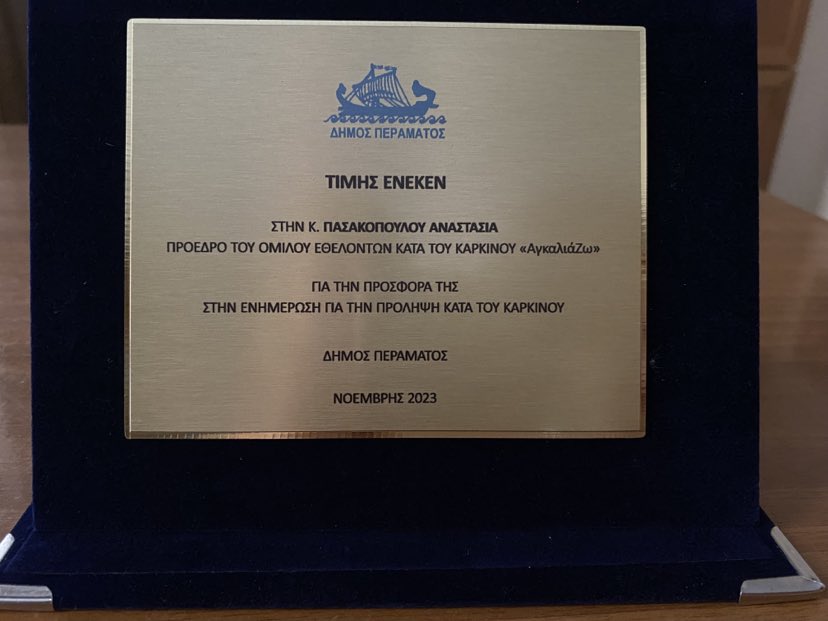 ΔΗΜΟΣ ΠΕΡΑΜΑΤΟΣ
ΤΙΜΗΣ ΕΝΕΚΕΝ
ΣΤΗΝ Κ. ΠΑΣΑΚΟΠΟΥΛΟΥ ΑΝΑΣΤΑΣΙΑ
ΠΡΟΕΔΡΟ ΤΟΥ ΟΜΙΛΟΥ ΕΘΕΛΟΝΤΩΝ ΚΑΤΑ ΤΟΥ ΚΑΡΚΙΝΟΥ «ΑγκαλιάΖω»
ΓΙΑ ΤΗΝ ΠΡΟΣΦΟΡΑ ΤΗΣ
ΣΤΗΝ ΕΝΗΜΕΡΩΣΗ ΓΙΑ ΤΗΝ ΠΡΟΛΗΨΗ ΚΑΤΑ ΤΟΥ ΚΑΡΚΙΝΟΥ
ΔΗΜΟΣ ΠΕΡΑΜΑΤΟΣ
ΝΟΕΜΒΡΗΣ 2023